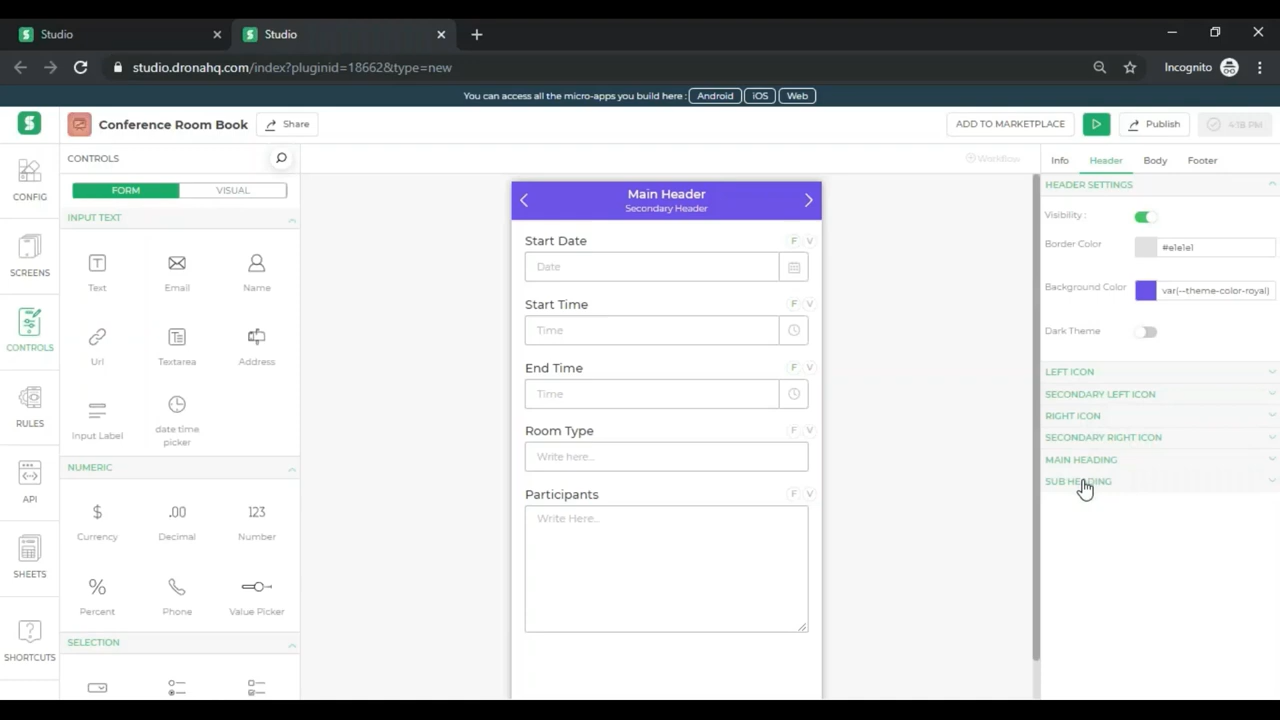 Studio
Studio
studio.dronahq.com/index?pluginid=18662&type=new
Incognito
You can access all the micro-apps you build here : Android iOS Web
Conference Room Book
Share
ADD TO MARKETPLACE
Publish
4:18 PM
CONFIG
SCREENS
CONTROLS
RULES
API
SHEETS
SHORTCUTS
CONTROLS
FORM VISUAL
INPUT TEXT
Text Email Name
Url Textarea Address
Input Label date time picker
NUMERIC
$ .00 123
Currency Decimal Number
%
Percent Phone Value Picker
SELECTION
Workflow
Main Header
Secondary Header
Start Date F V
Date
Start Time F V
Time
End Time F V
Time
Room Type F V
Write here...
Participants F V
Write Here...
Info Header Body Footer
HEADER SETTINGS
Visibility :
Border Color #e1e1e1
Background Color var(--theme-color-royal)
Dark Theme
LEFT ICON
SECONDARY LEFT ICON
RIGHT ICON
SECONDARY RIGHT ICON
MAIN HEADING
SUB HEADING